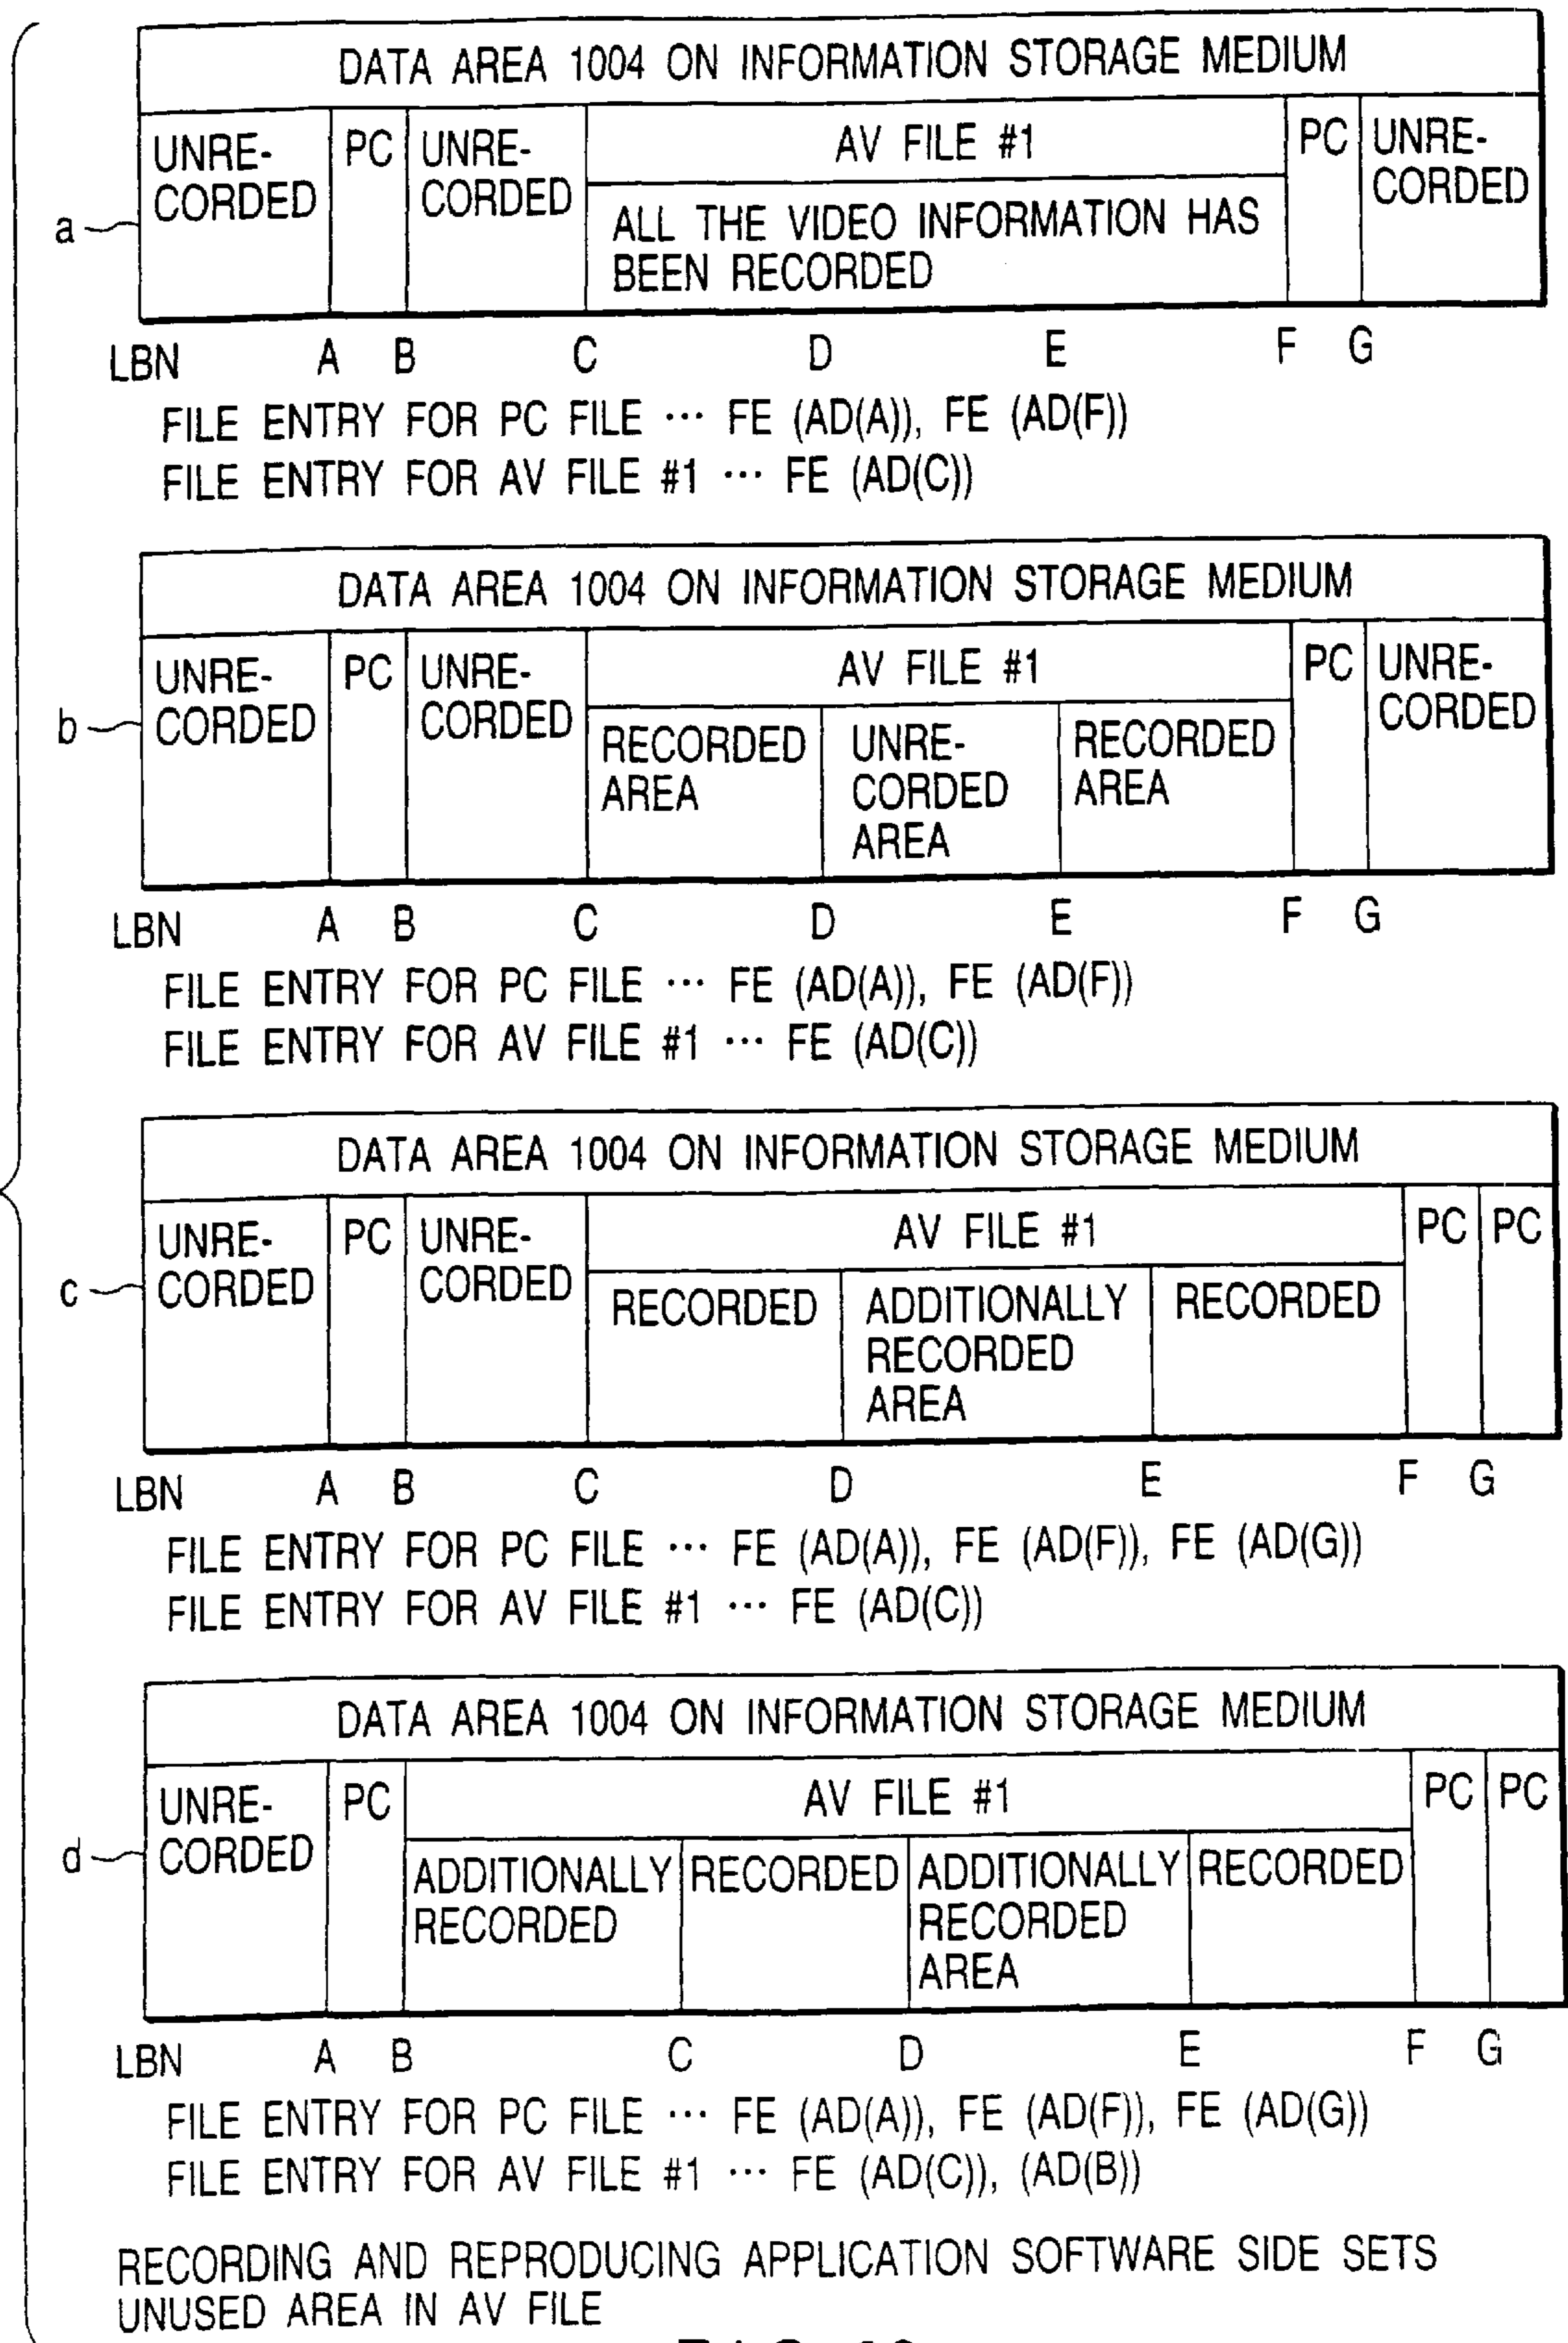 DATA AREA 1004 ON INFORMATION STORAGE MEDIUM
UNRE-
CORDED
PC
UNRE-
CORDED
AV FILE #1
ALL THE VIDEO INFORMATION HAS
BEEN RECORDED
PC
UNRE-
CORDED
a
LBN A B C D E F G
FILE ENTRY FOR PC FILE ··· FE (AD(A)), FE (AD(F))
FILE ENTRY FOR AV FILE #1 ··· FE (AD(C))
DATA AREA 1004 ON INFORMATION STORAGE MEDIUM
UNRE-
CORDED
PC
UNRE-
CORDED
AV FILE #1
RECORDED
AREA
UNRE-
CORDED
AREA
RECORDED
AREA
PC
UNRE-
CORDED
b
LBN A B C D E F G
FILE ENTRY FOR PC FILE ··· FE (AD(A)), FE (AD(F))
FILE ENTRY FOR AV FILE #1 ··· FE (AD(C))
DATA AREA 1004 ON INFORMATION STORAGE MEDIUM
UNRE-
CORDED
PC
UNRE-
CORDED
AV FILE #1
RECORDED
ADDITIONALLY
RECORDED
AREA
RECORDED
PC
PC
c
LBN A B C D E F G
FILE ENTRY FOR PC FILE ··· FE (AD(A)), FE (AD(F)), FE (AD(G))
FILE ENTRY FOR AV FILE #1 ··· FE (AD(C))
DATA AREA 1004 ON INFORMATION STORAGE MEDIUM
UNRE-
CORDED
PC
AV FILE #1
ADDITIONALLY
RECORDED
RECORDED
ADDITIONALLY
RECORDED
AREA
RECORDED
PC
PC
d
LBN A B C D E F G
FILE ENTRY FOR PC FILE ··· FE (AD(A)), FE (AD(F)), FE (AD(G))
FILE ENTRY FOR AV FILE #1 ··· FE (AD(C)), (AD(B))
RECORDING AND REPRODUCING APPLICATION SOFTWARE SIDE SETS
UNUSED AREA IN AV FILE